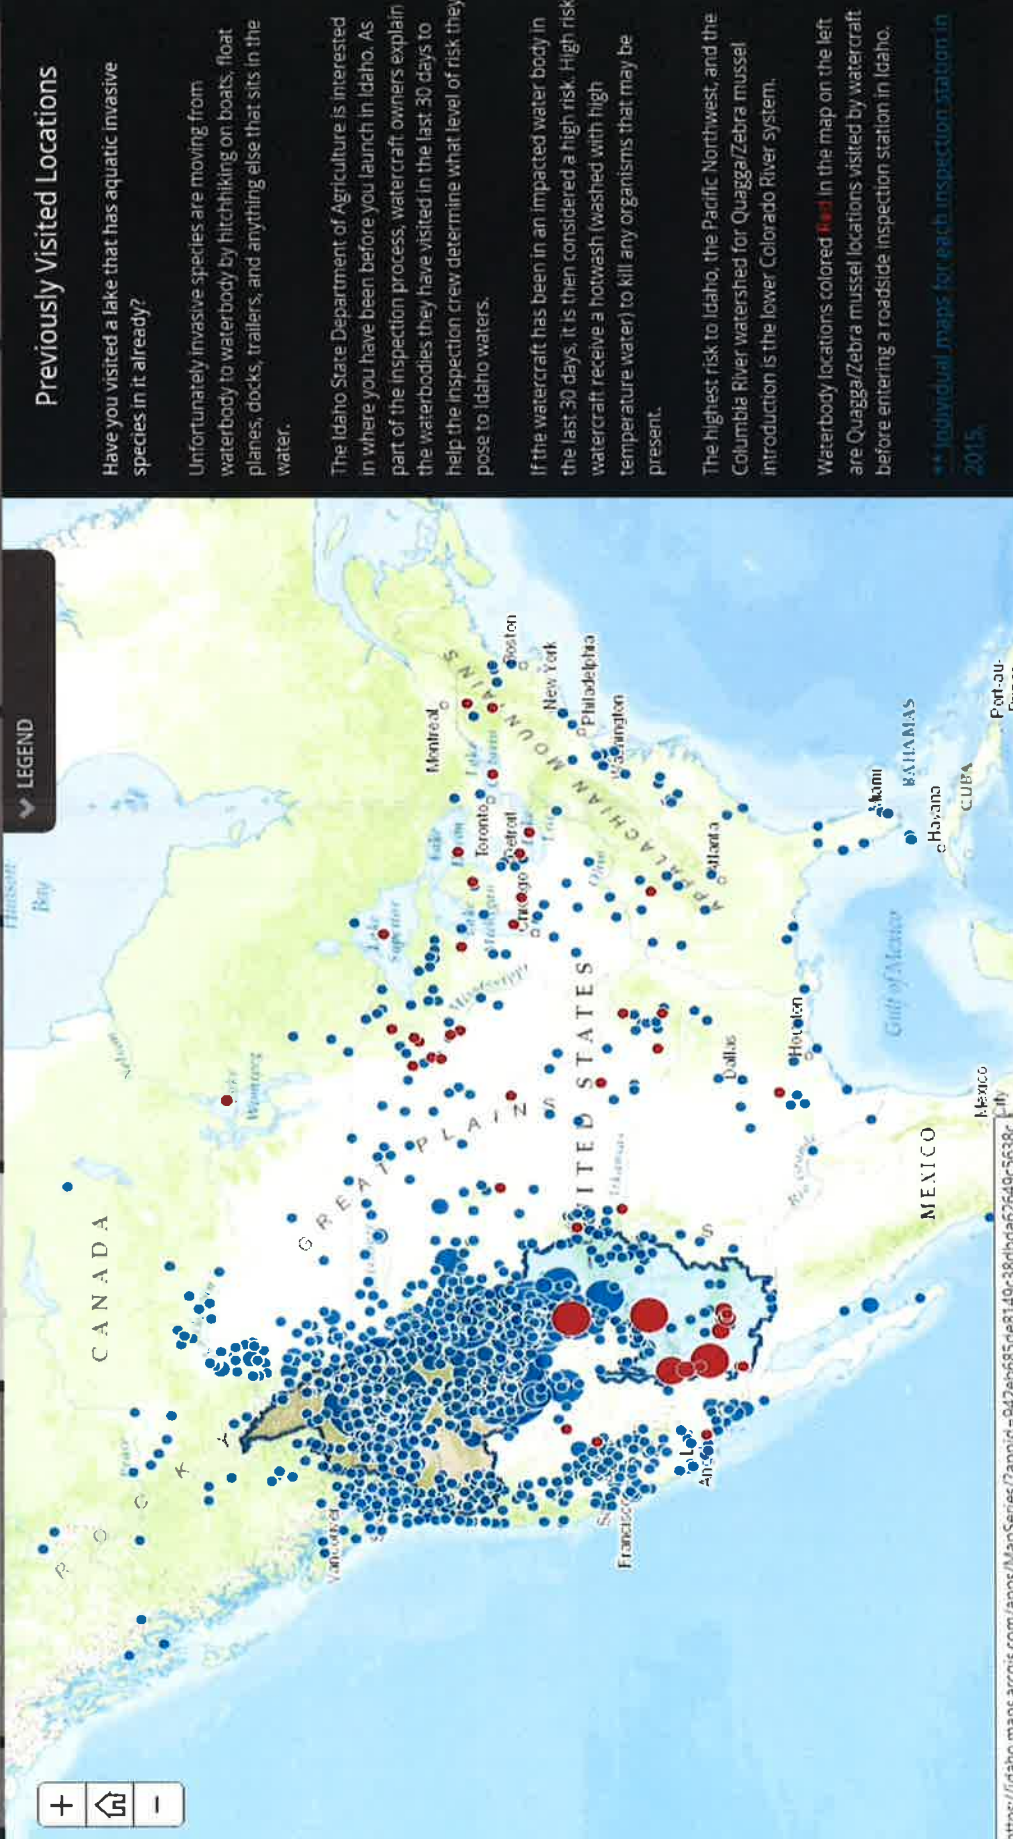 LEGEND
Previously Visited Locations
Have you visited a lake that has aquatic invasive
species in it already?
Unfortunately invasive species are moving from
waterbody to waterbody by hitchhiking on boats, float
planes, docks, trailers, and anything else that sits in the
water.
The Idaho State Department of Agriculture is interested
in where you have been before you launch in Idaho. As
part of the inspection process, watercraft owners explain
the waterbodies they have visited in the last 30 days to
help the inspection crew determine what level of risk they
pose to Idaho waters.
If the watercraft has been in an impacted water body in
the last 30 days, it is then considered a high risk. High risk
watercraft receive a hotwash (washed with high
temperature water) to kill any organisms that may be
present.
The highest risk to Idaho, the Pacific Northwest, and the
Columbia River watershed for Quagga/Zebra mussel
introduction is the lower Colorado River system.
Waterbody locations colored Red in the map on the left
are Quagga/Zebra mussel locations visited by watercraft
before entering a roadside inspection station in Idaho.
** Individual maps for each inspection station in
2015.
+
−
Hudson
Bay
CANADA
Nelson
Lake
Winnipeg
Peace
Vancouver
GREAT PLAINS
Lake
Superior
Montreal
Toronto
Detroit
Chicago
Boston
New York
Philadelphia
Washington
Mississippi
Ohio
APPALACHIAN MOUNTAINS
UNITED STATES
Arkansas
Francisco
Atlanta
Dallas
Houston
Rio Grande
Miami
BAHAMAS
Gulf of Mexico
Havana
CUBA
MEXICO
Mexico
City
Port-au-